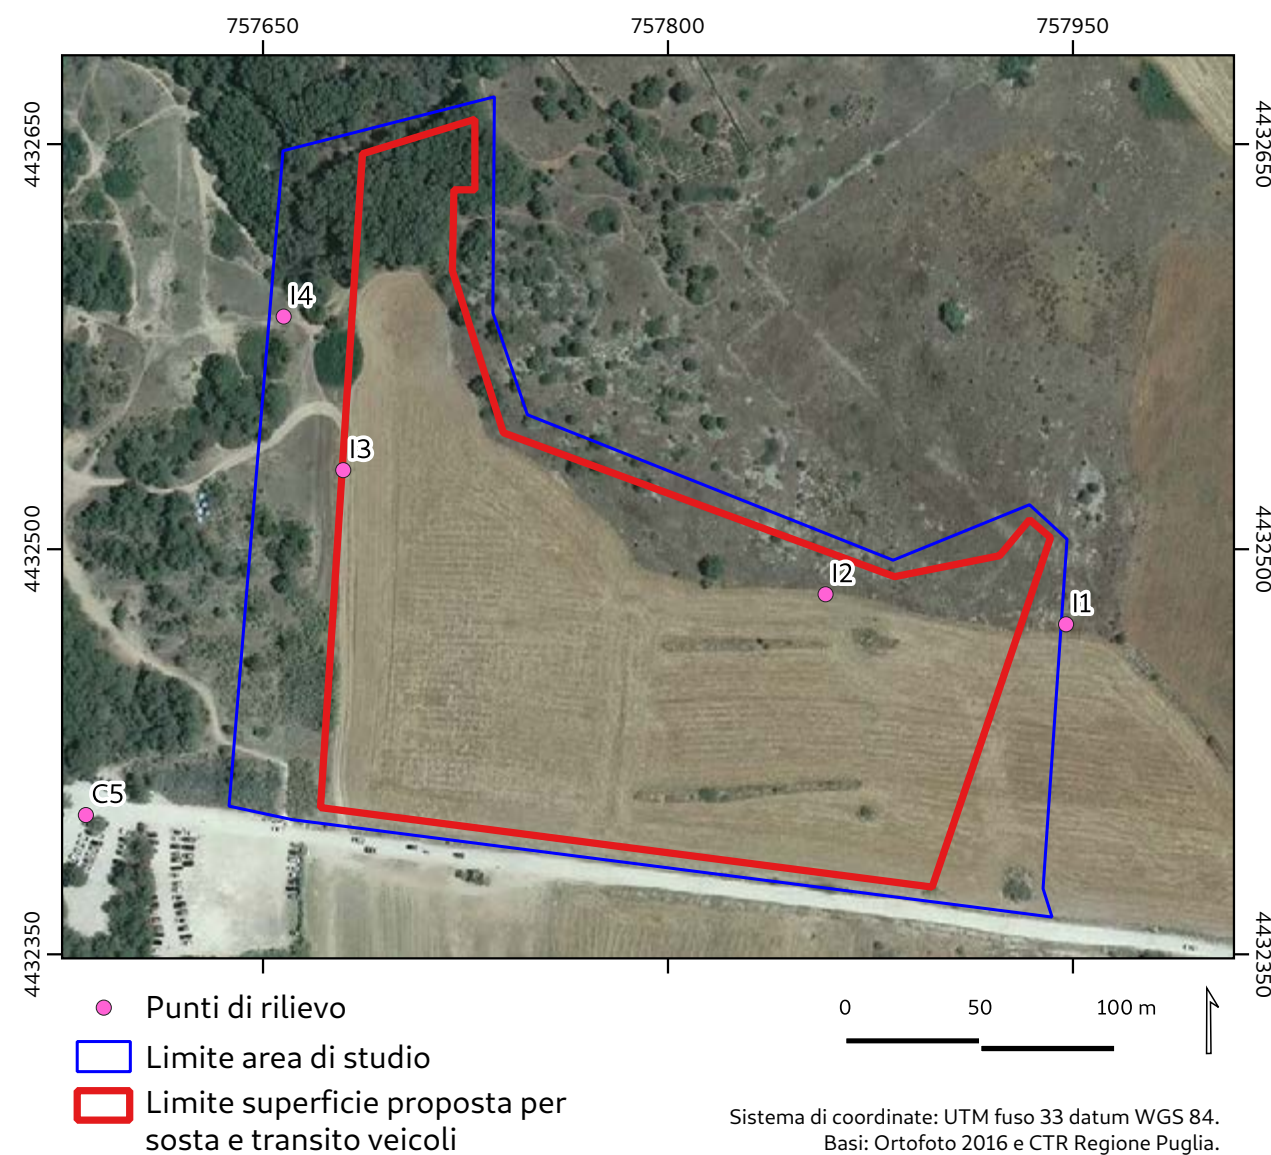 757650 757800 757950
4432650 4432650
I4
I3
4432500 4432500
I2
I1
C5
4432350 4432350
Punti di rilievo
0 50 100 m
Limite area di studio
Limite superficie proposta per
sosta e transito veicoli
Sistema di coordinate: UTM fuso 33 datum WGS 84.
Basi: Ortofoto 2016 e CTR Regione Puglia.